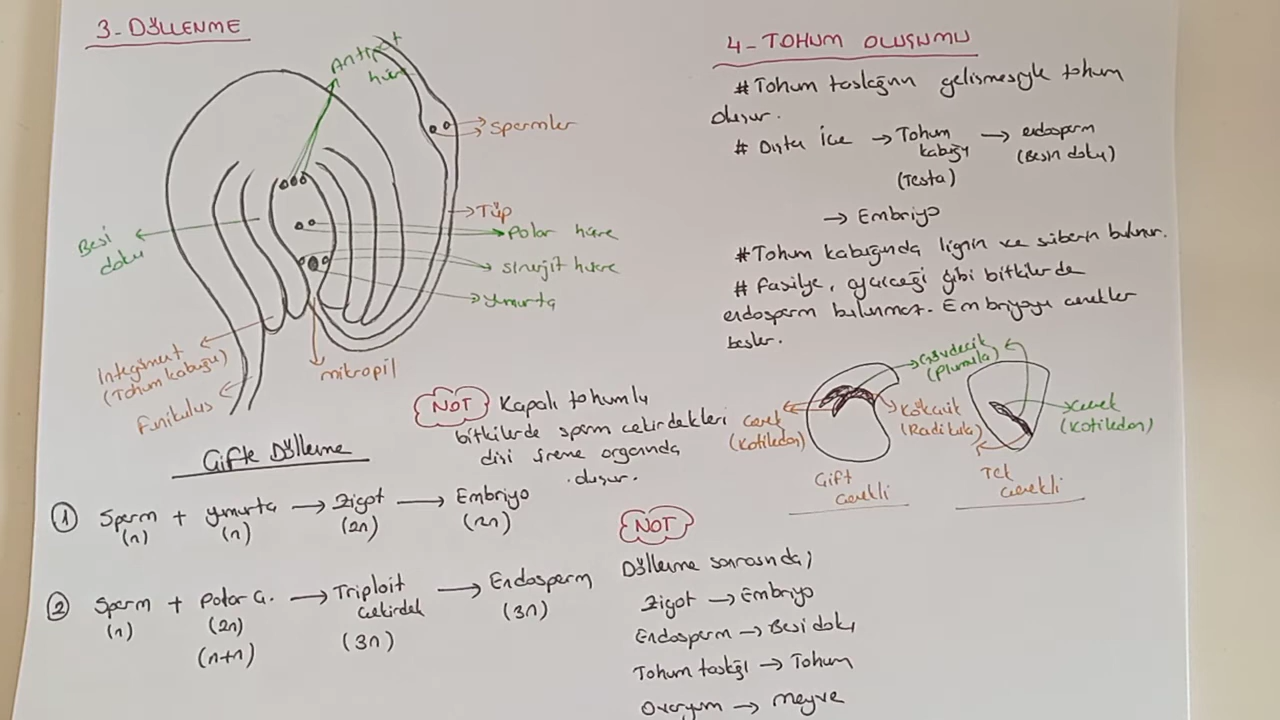 3-DÖLLENME
Antipot
hücre
Spermler
Tüp
Polar hücre
Sinerjit hücre
yumurta
Besi
doku
Integüment
(Tohum kabuğu)
Funikulus
mikropil
NOT Kapalı tohumlu
bitkilerde sperm çekirdekleri
dişi üreme organında
oluşur.
Çifte Döllenme
1 Sperm + yumurta → Zigot → Embriyo
(n) (n) (2n) (2n)
2 Sperm + Polar ç. → Triploit → Endosperm
çekirdek
(n) (2n) (3n) (3n)
(n+n)
4-TOHUM OLUŞUMU
# Tohum taslağının gelişmesiyle tohum
oluşur.
# Dıştan İçe → Tohum → endosperm
kabuğu (Besin doku)
(Testa)
→ Embriyo
# Tohum kabuğunda lignin ve süberin bulunur.
# Fasülye, ayçiçeği gibi bitkilerde
endosperm bulunmaz. Embriyoyu çenekler
besler.
Gövdecik
(Plumula)
Çenek
(Kotiledon)
Kökçük
(Radikula)
Çenek
(Kotiledon)
Çift
çenekli
Tek
çenekli
NOT
Döllenme sonrasında;
Zigot → Embriyo
Endosperm → Besi doku
Tohum taslağı → Tohum
Ovaryum → meyve